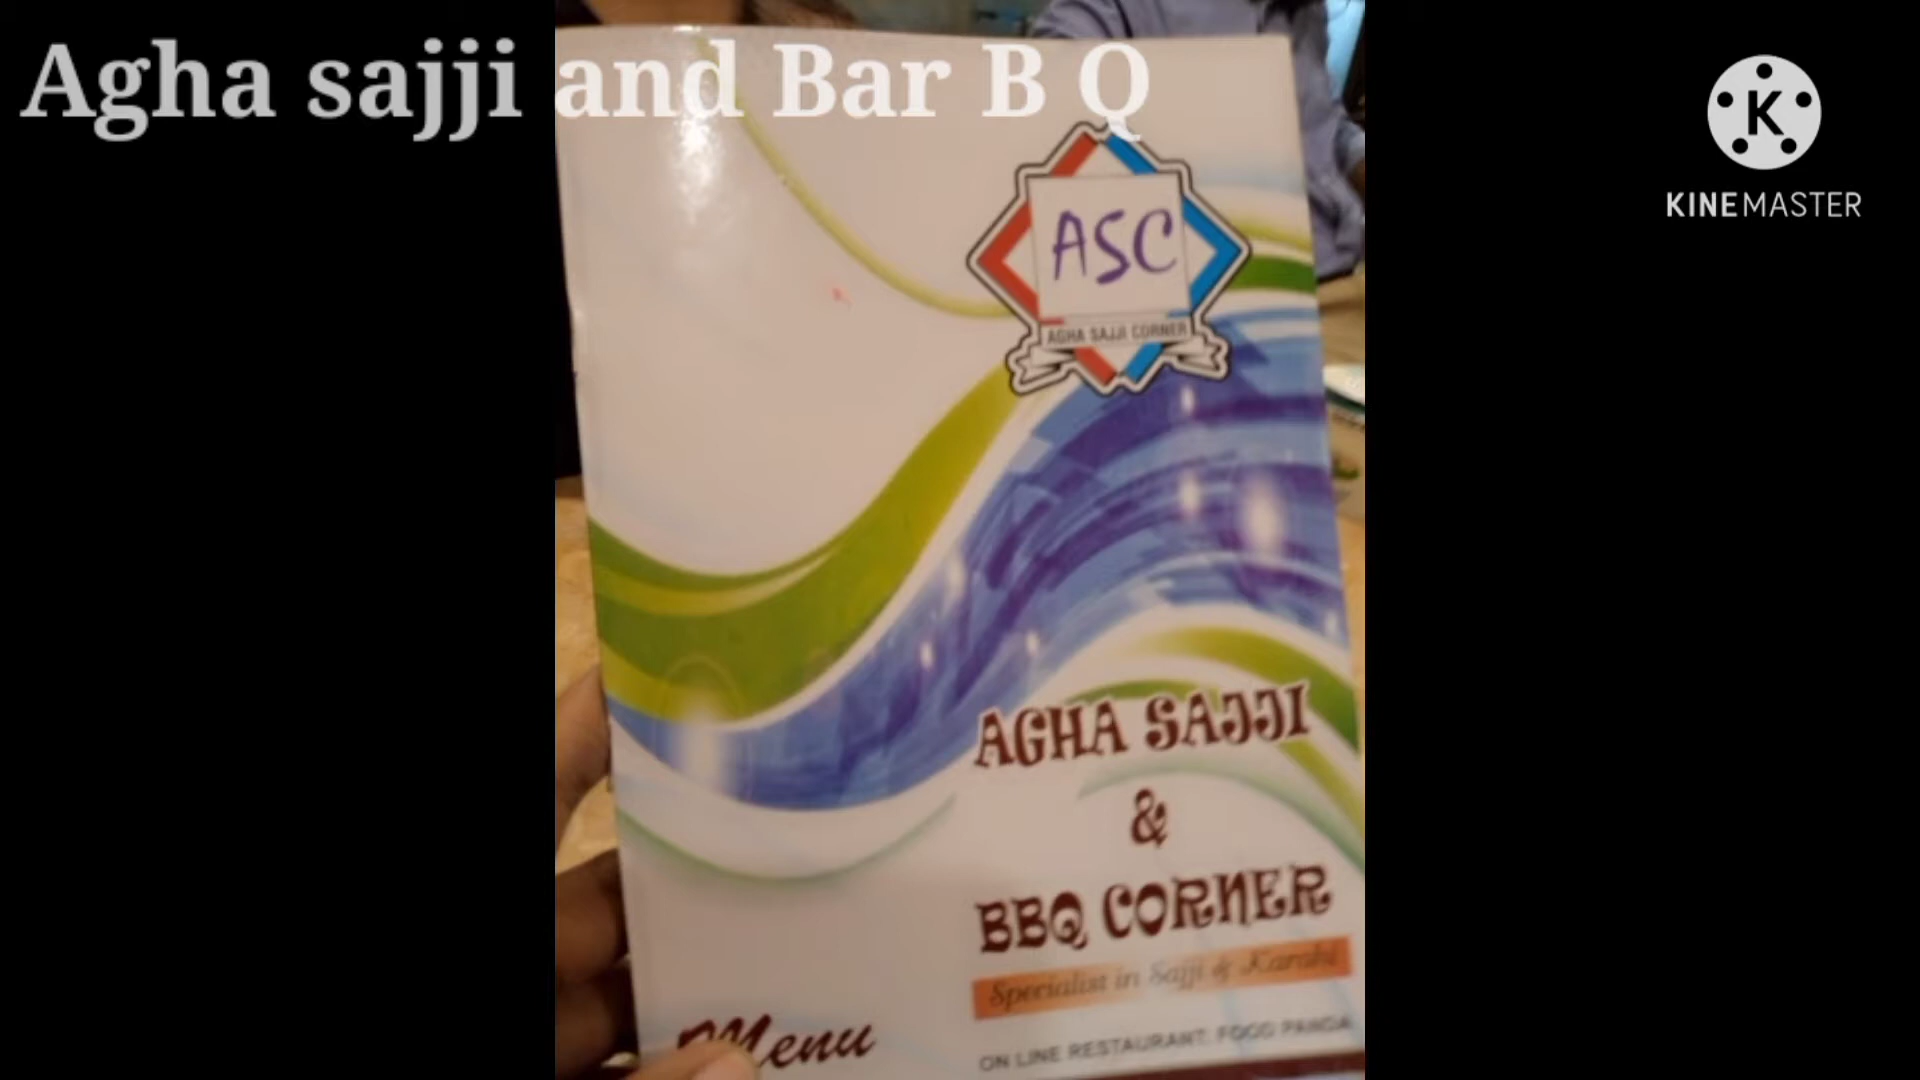 Agha sajji and Bar B Q
K
KINEMASTER
ASC
AGHA SAJJI CORNER
AGHA SAJJI
&
BBQ CORNER
Specialist in Sajji & Karahi
Menu
ON LINE RESTAURANT: FOOD PANDA